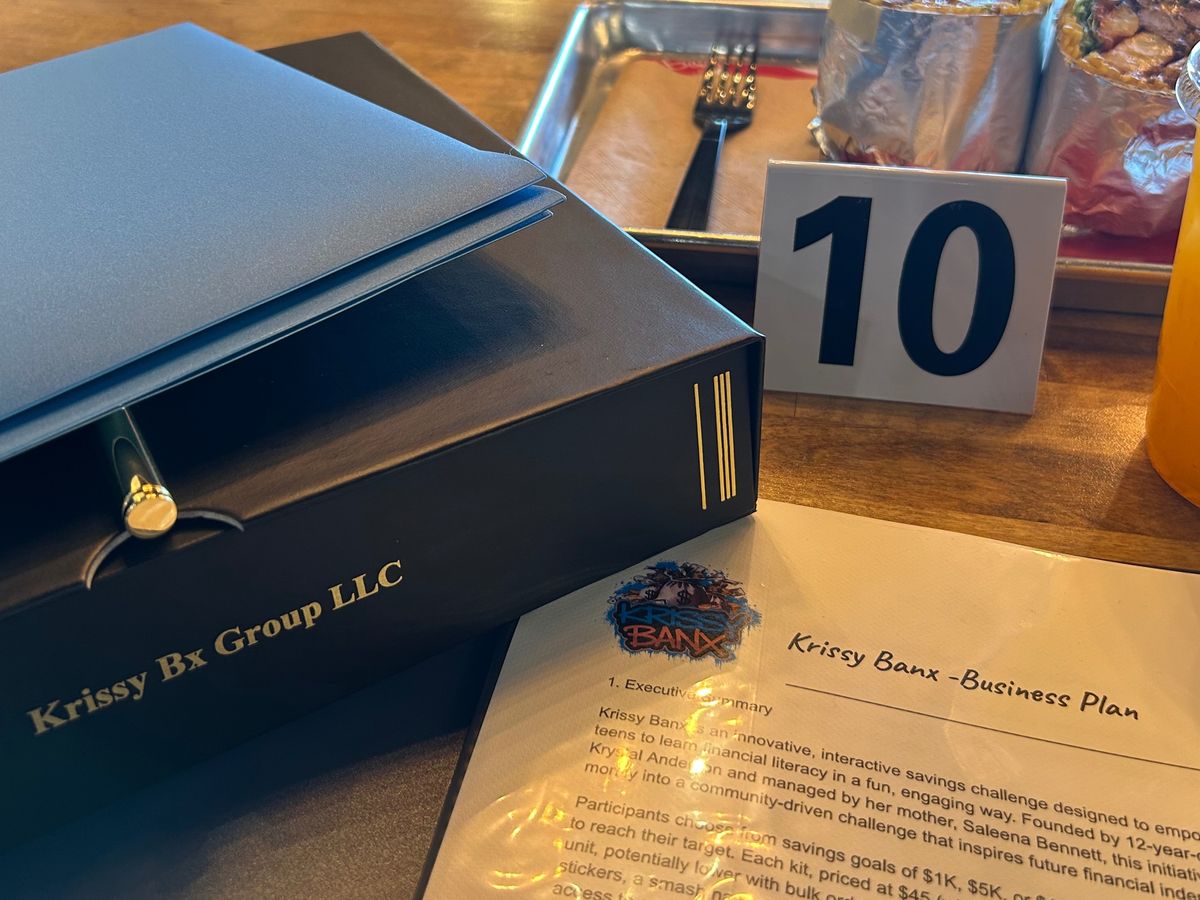 10
Krissy Bx Group LLC
KRISSY
BANX
Krissy Banx -Business Plan
1. Executive Summary
Krissy Banx is an innovative, interactive savings challenge designed to
teens to learn financial literacy in a fun, engaging way. Founded by
Krystal Anderson and managed by her mother, Saleena Bennett, this
money into a community-driven challenge that inspires future financial
Participants choose from savings goals of $1K, $5K, or
to reach their target. Each kit, priced at $45
unit, potentially lower with bulk
stickers, a smash
access